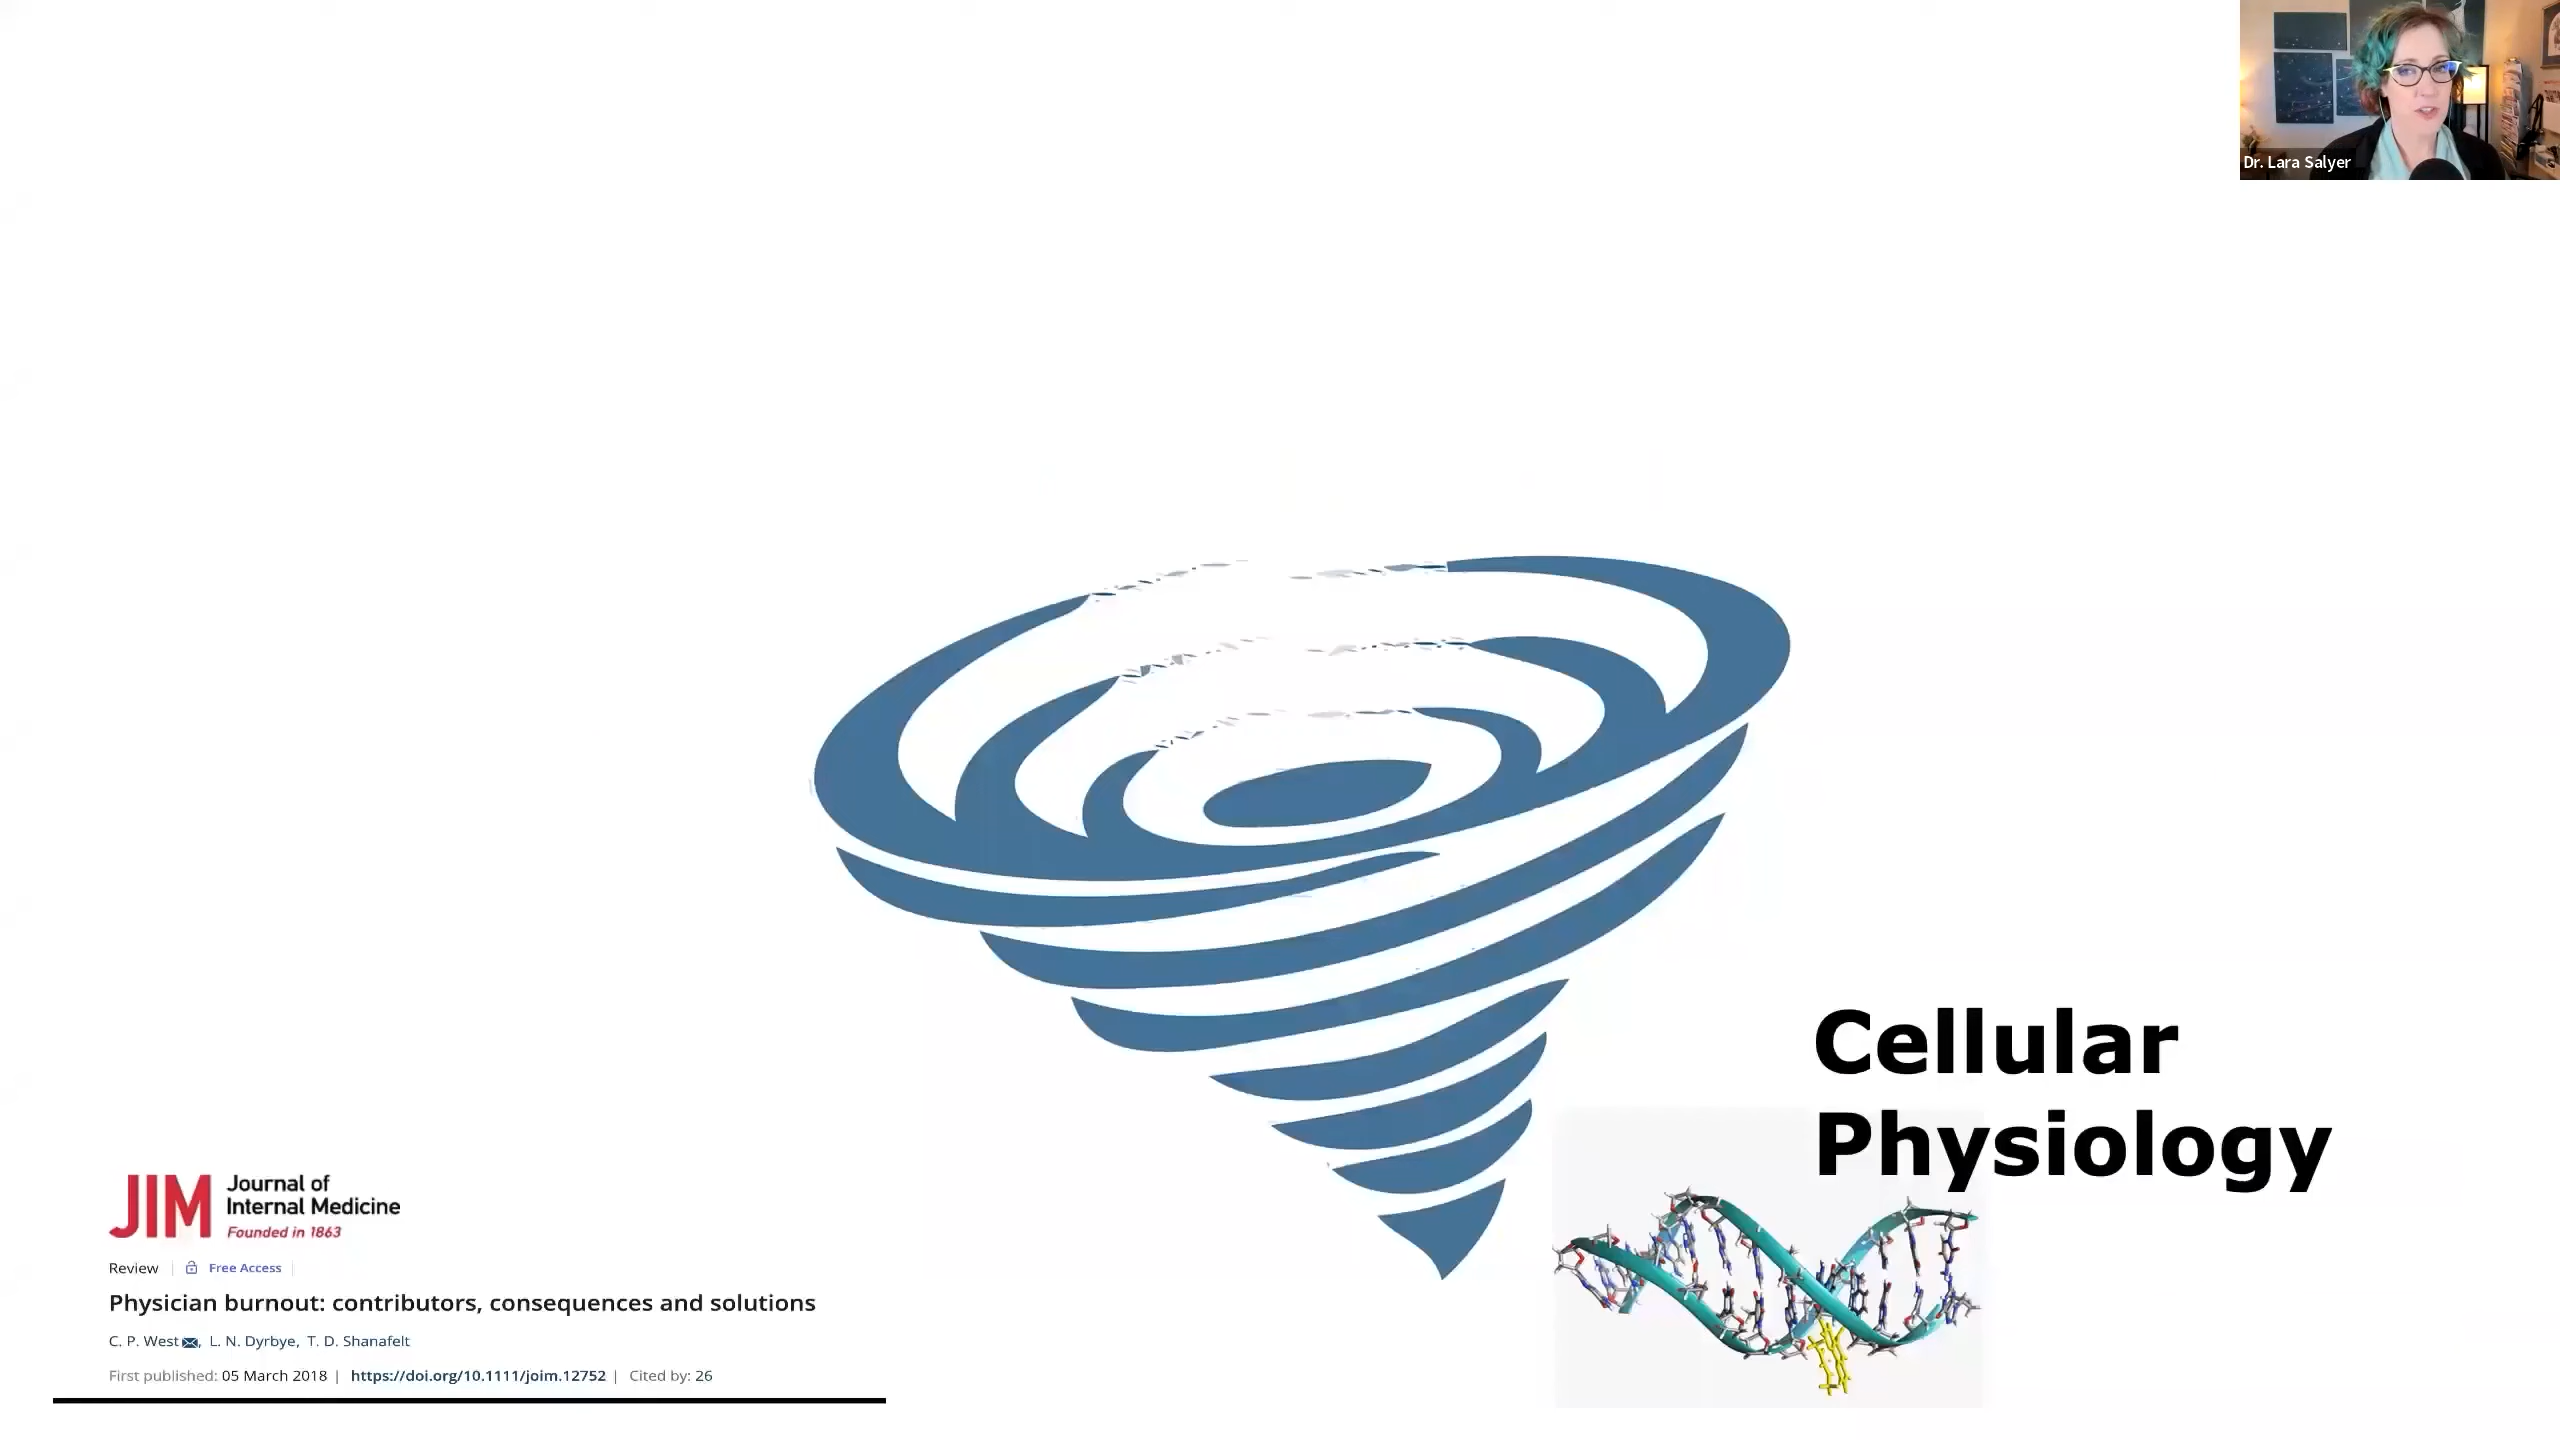 Dr. Lara Salyer
Cellular
Physiology
JIM
Journal of
Internal Medicine
Founded in 1863
Review | Free Access |
Physician burnout: contributors, consequences and solutions
C. P. West, L. N. Dyrbye, T. D. Shanafelt
First published: 05 March 2018 | https://doi.org/10.1111/joim.12752 | Cited by: 26